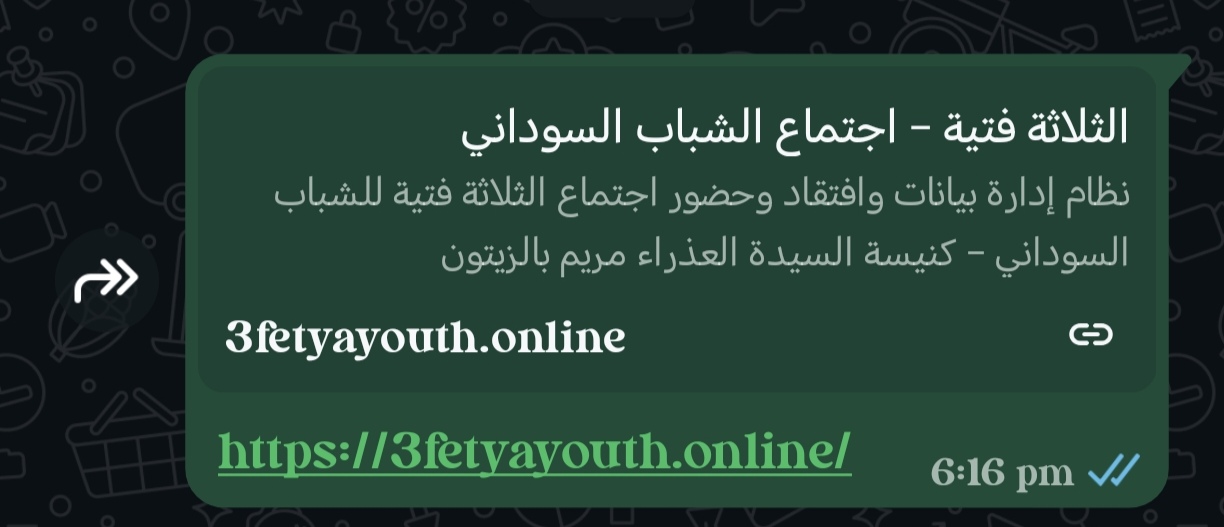 الثلاثة فتية – اجتماع الشباب السوداني
نظام إدارة بيانات وافتقاد وحضور اجتماع الثلاثة فتية للشباب
السوداني – كنيسة السيدة العذراء مريم بالزيتون
3fetyayouth.online
https://3fetyayouth.online/
6:16 pm